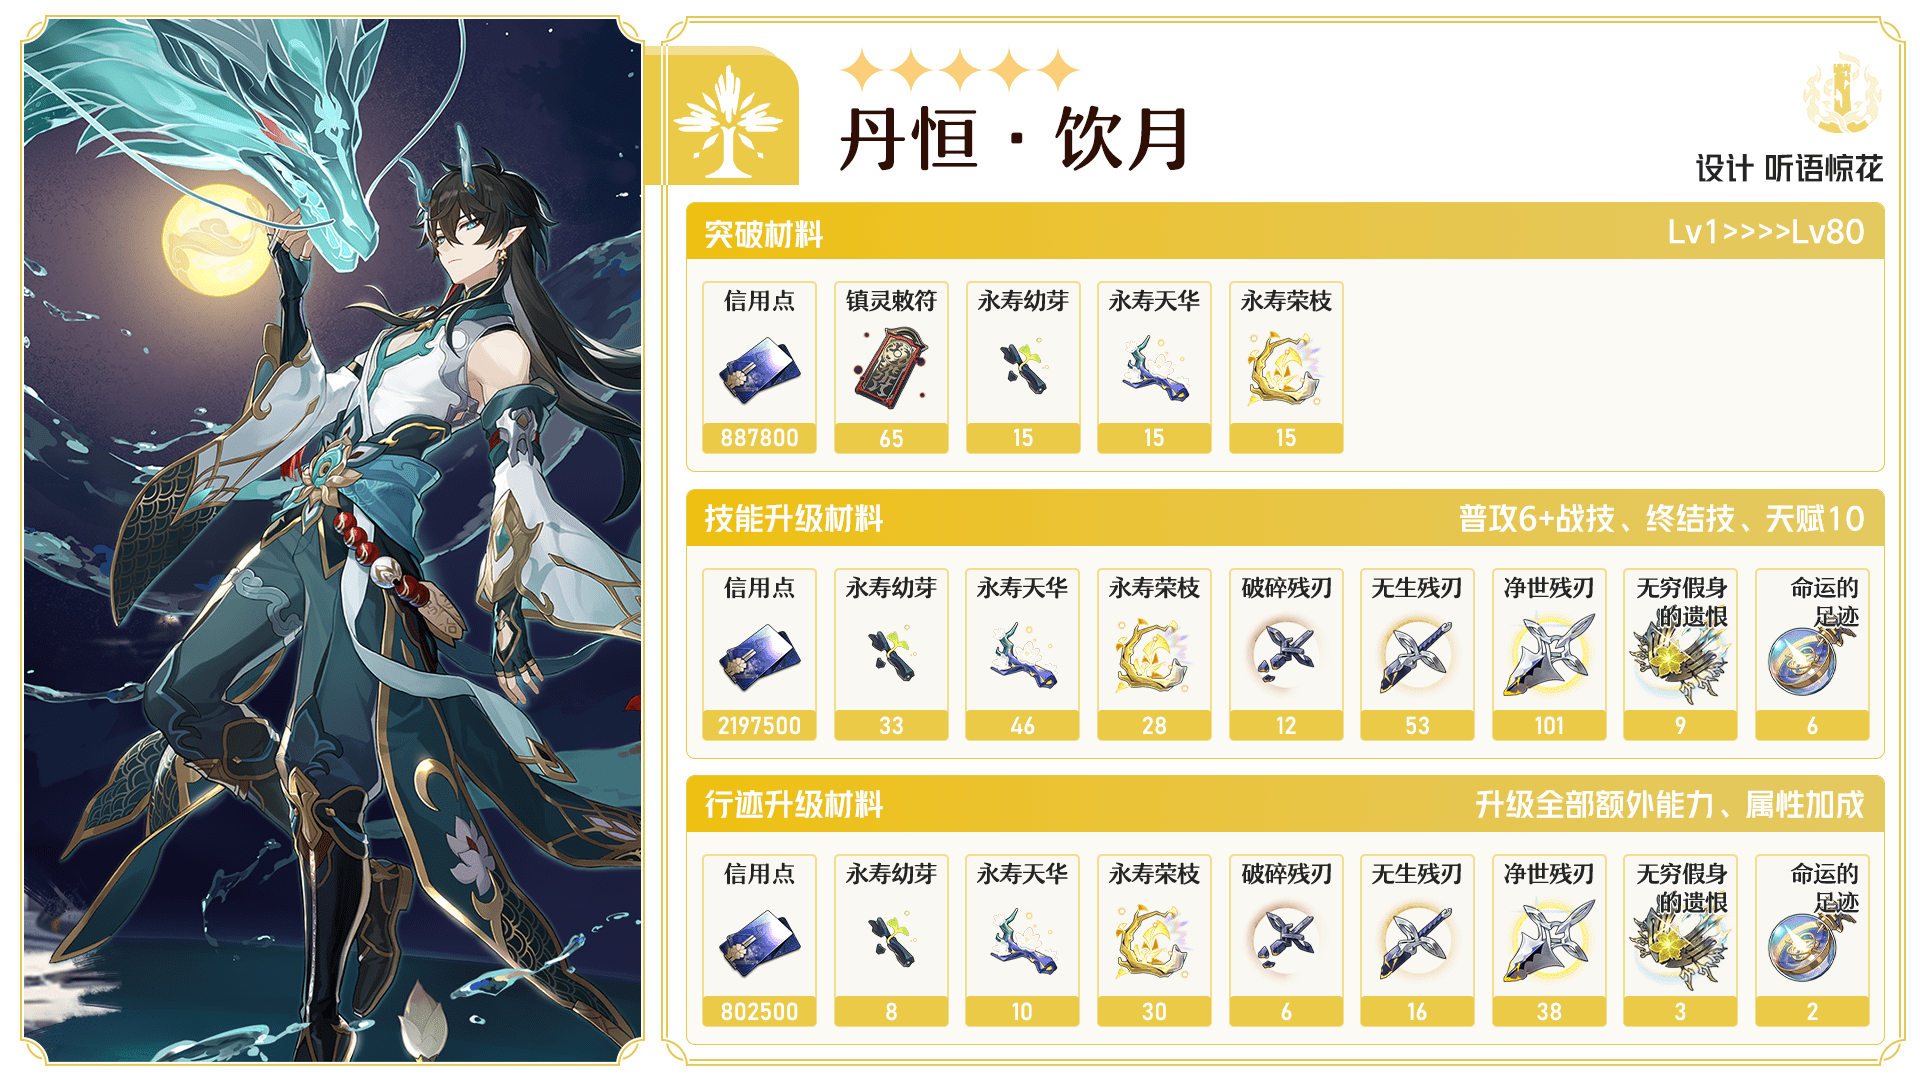 丹恒·饮月
设计 听语惊花
突破材料
Lv1>>>>Lv80
信用点
镇灵敕符
永寿幼芽
永寿天华
永寿荣枝
887800
65
15
15
15
技能升级材料
普攻6+战技、终结技、天赋10
信用点
永寿幼芽
永寿天华
永寿荣枝
破碎残刃
无生残刃
净世残刃
无穷假身
的遗恨
命运的
足迹
2197500
33
46
28
12
53
101
9
6
行迹升级材料
升级全部额外能力、属性加成
信用点
永寿幼芽
永寿天华
永寿荣枝
破碎残刃
无生残刃
净世残刃
无穷假身
的遗恨
命运的
足迹
802500
8
10
30
6
16
38
3
2